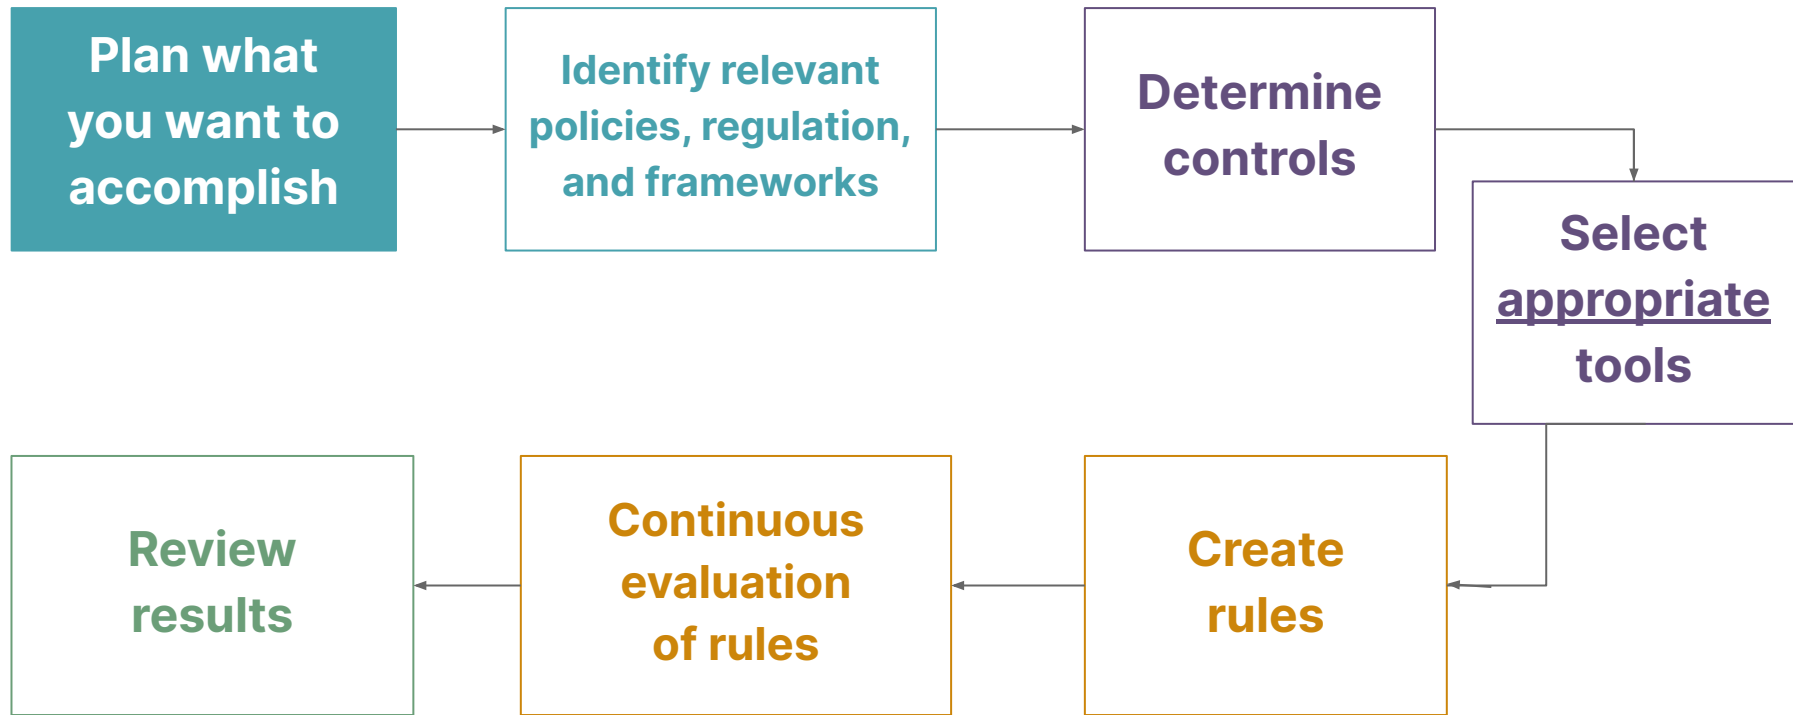 Plan what
you want to
accomplish
Identify relevant
policies, regulation,
and frameworks
Determine
controls
Select
appropriate
tools
Create
rules
Continuous
evaluation
of rules
Review
results